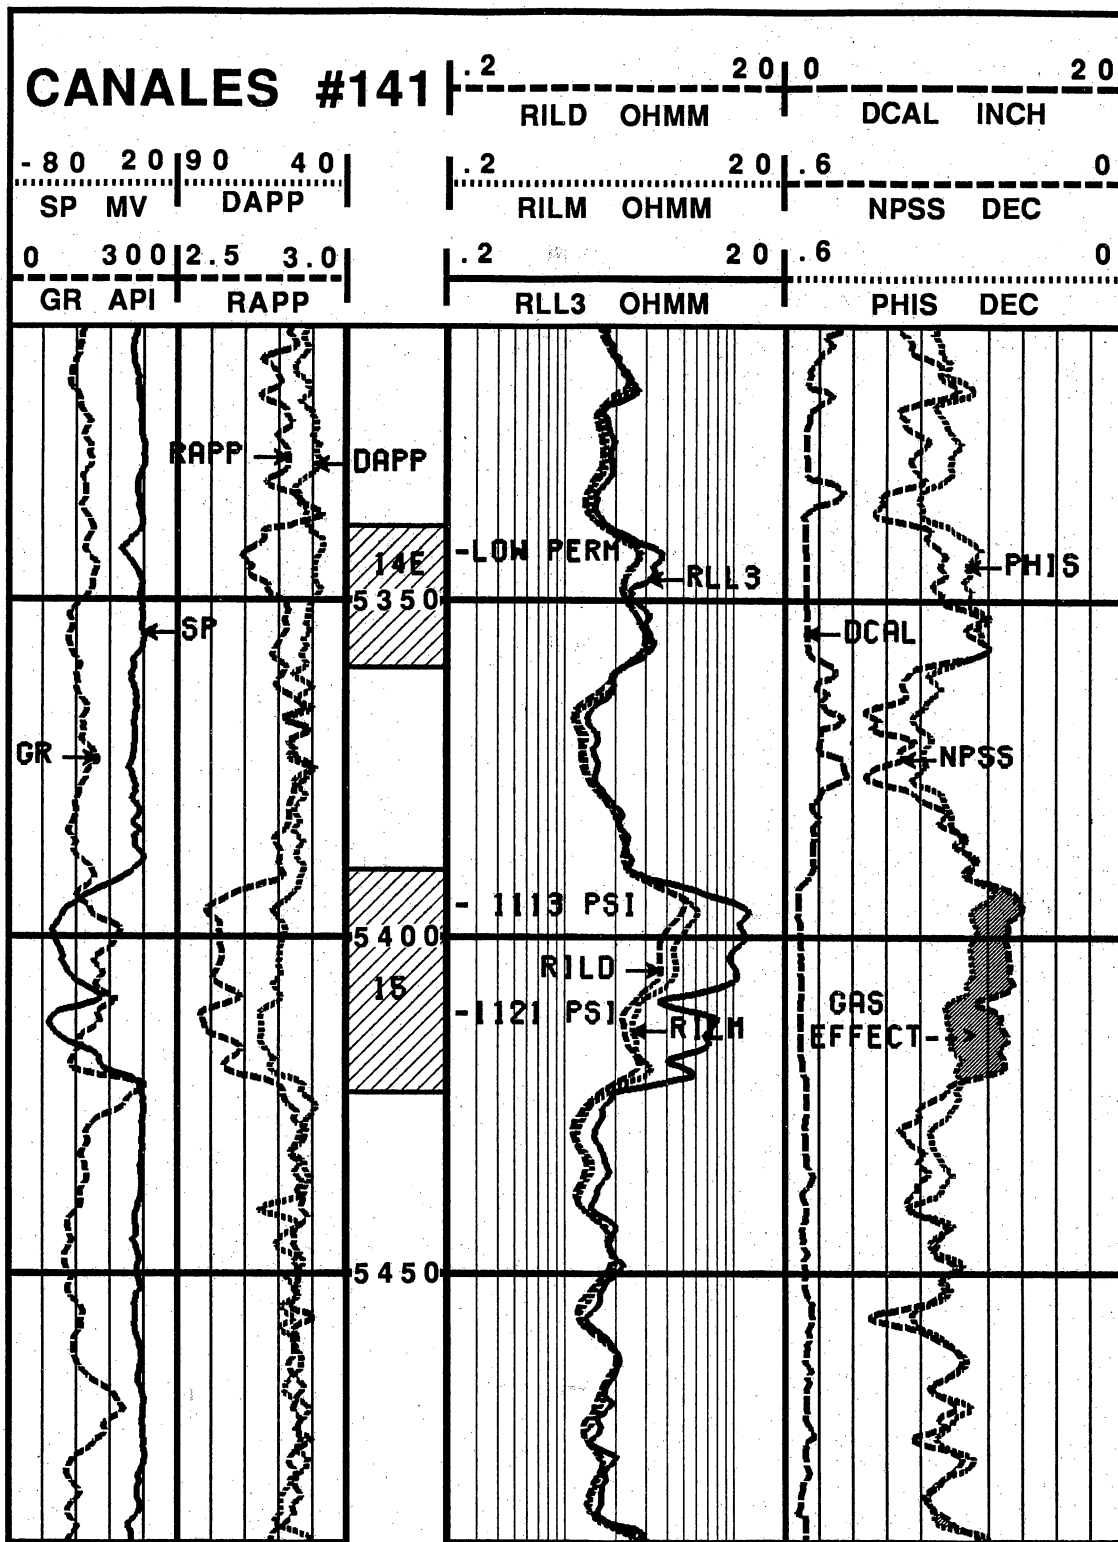 CANALES #141
.2 20 0 20
RILD OHMM DCAL INCH
-80 20 90 40 .2 20 .6 0
SP MV DAPP RILM OHMM NPSS DEC
0 300 2.5 3.0 .2 20 .6 0
GR API RAPP RLL3 OHMM PHIS DEC
RAPP DAPP
14E -LOW PERM PHIS
RLL3
5350
SP DCAL
GR NPSS
- 1113 PSI
5400
RILD
15 -1121 PSI GAS
RILM EFFECT-
5450